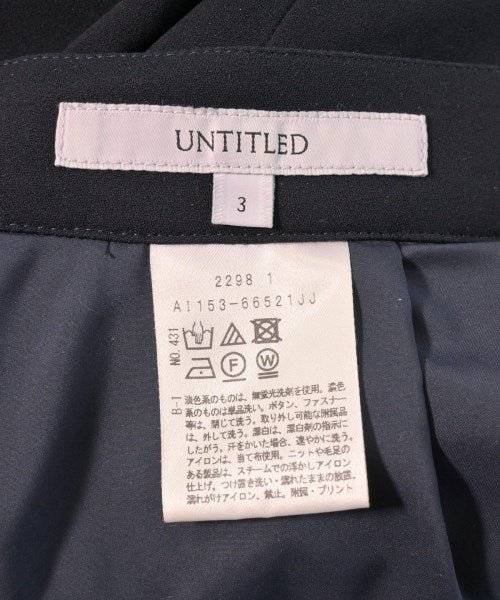 UNTITLED
3
2298 1
AI153-66521JJ
NO.431
F
W
B-1
淡色系のものは、無蛍光洗剤を使用。濃色
系のものは単品洗い。ボタン、ファスナー
等は、閉じて洗う。取り外し可能な附属品
は、外して洗う。漂白は、漂白剤の指示に
したがう。汗をかいた場合、速やかに洗う。
アイロンは、当て布使用。ニットや毛足の
ある製品は、スチームでの浮かしアイロン
仕上げ。つけ置き洗い・濡れたままの放置、
濡れがけアイロン、禁止。附図・プリント